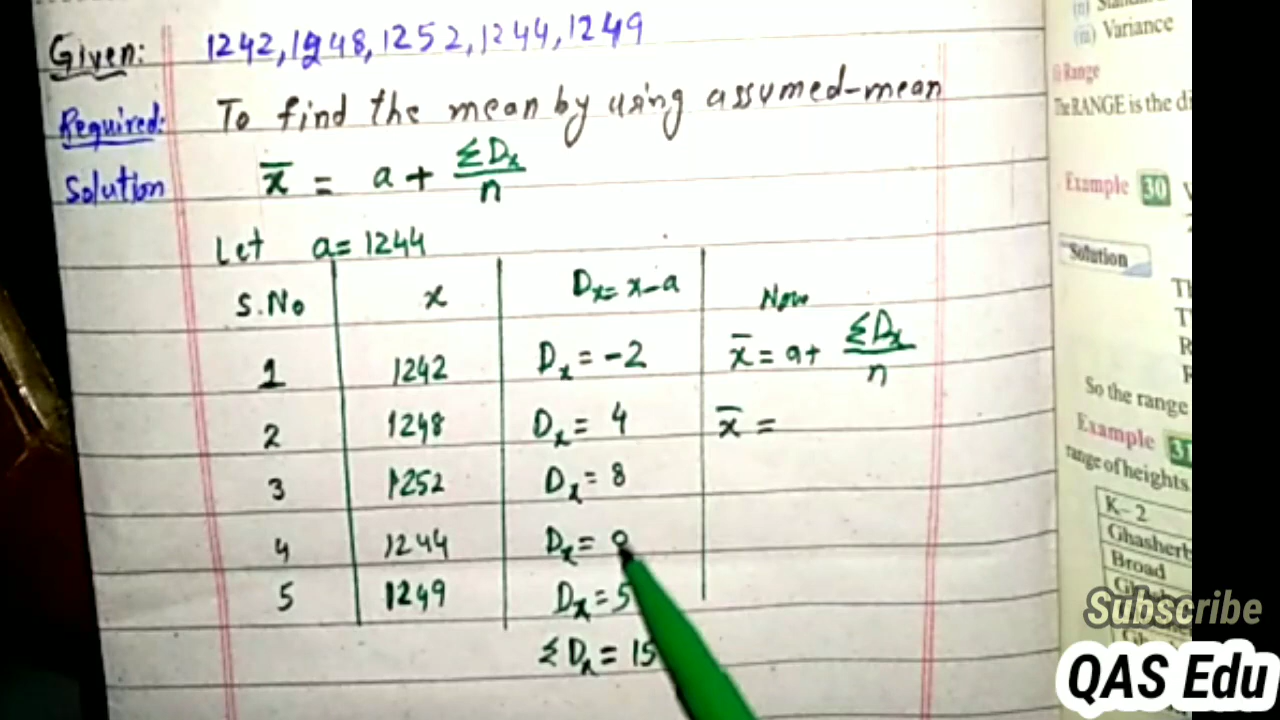 Given: 1242,1248,1252,1244,1249
Required: To find the mean by using assumed-mean
Solution x̄ = a + ΣDx/n
Let a= 1244
S.No x Dx= x-a Now
1 1242 Dx = -2 x̄ = a+ ΣDx/n
2 1248 Dx = 4 x̄ =
3 1252 Dx = 8
4 1244 Dx = 0
5 1249 Dx = 5
ΣDx = 15
(iii) Variance
(i) Range
The RANGE is the
Example 30
Solution
So the range
Example 31
range of heights
K-2
Broad
Subscribe
QAS Edu